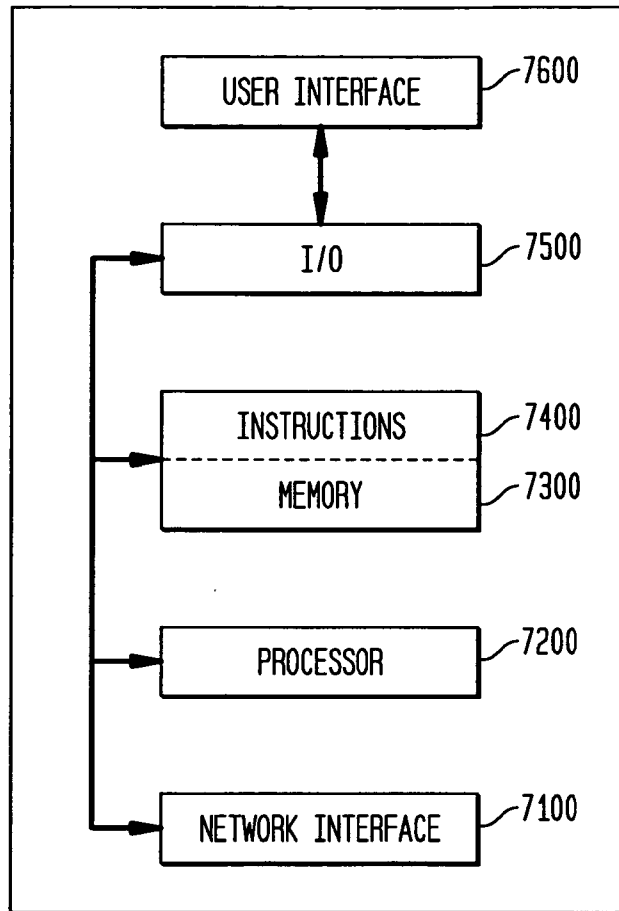 USER INTERFACE 7600
I/O 7500
INSTRUCTIONS 7400
MEMORY 7300
PROCESSOR 7200
NETWORK INTERFACE 7100